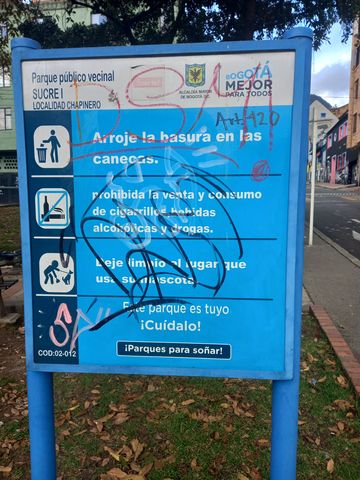 Parque público vecinal
SUCRE I
LOCALIDAD CHAPINERO
ALCALDÍA MAYOR
DE BOGOTÁ D.C.
BOGOTÁ
MEJOR
PARA TODOS
Arroje la basura en las
canecas.
prohibida la venta y consumo
de cigarrillos bebidas
alcohólicas y drogas.
Deje limpio el lugar que
usa su mascota
Este parque es tuyo
¡Cuídalo!
¡Parques para soñar!
COD:02-012